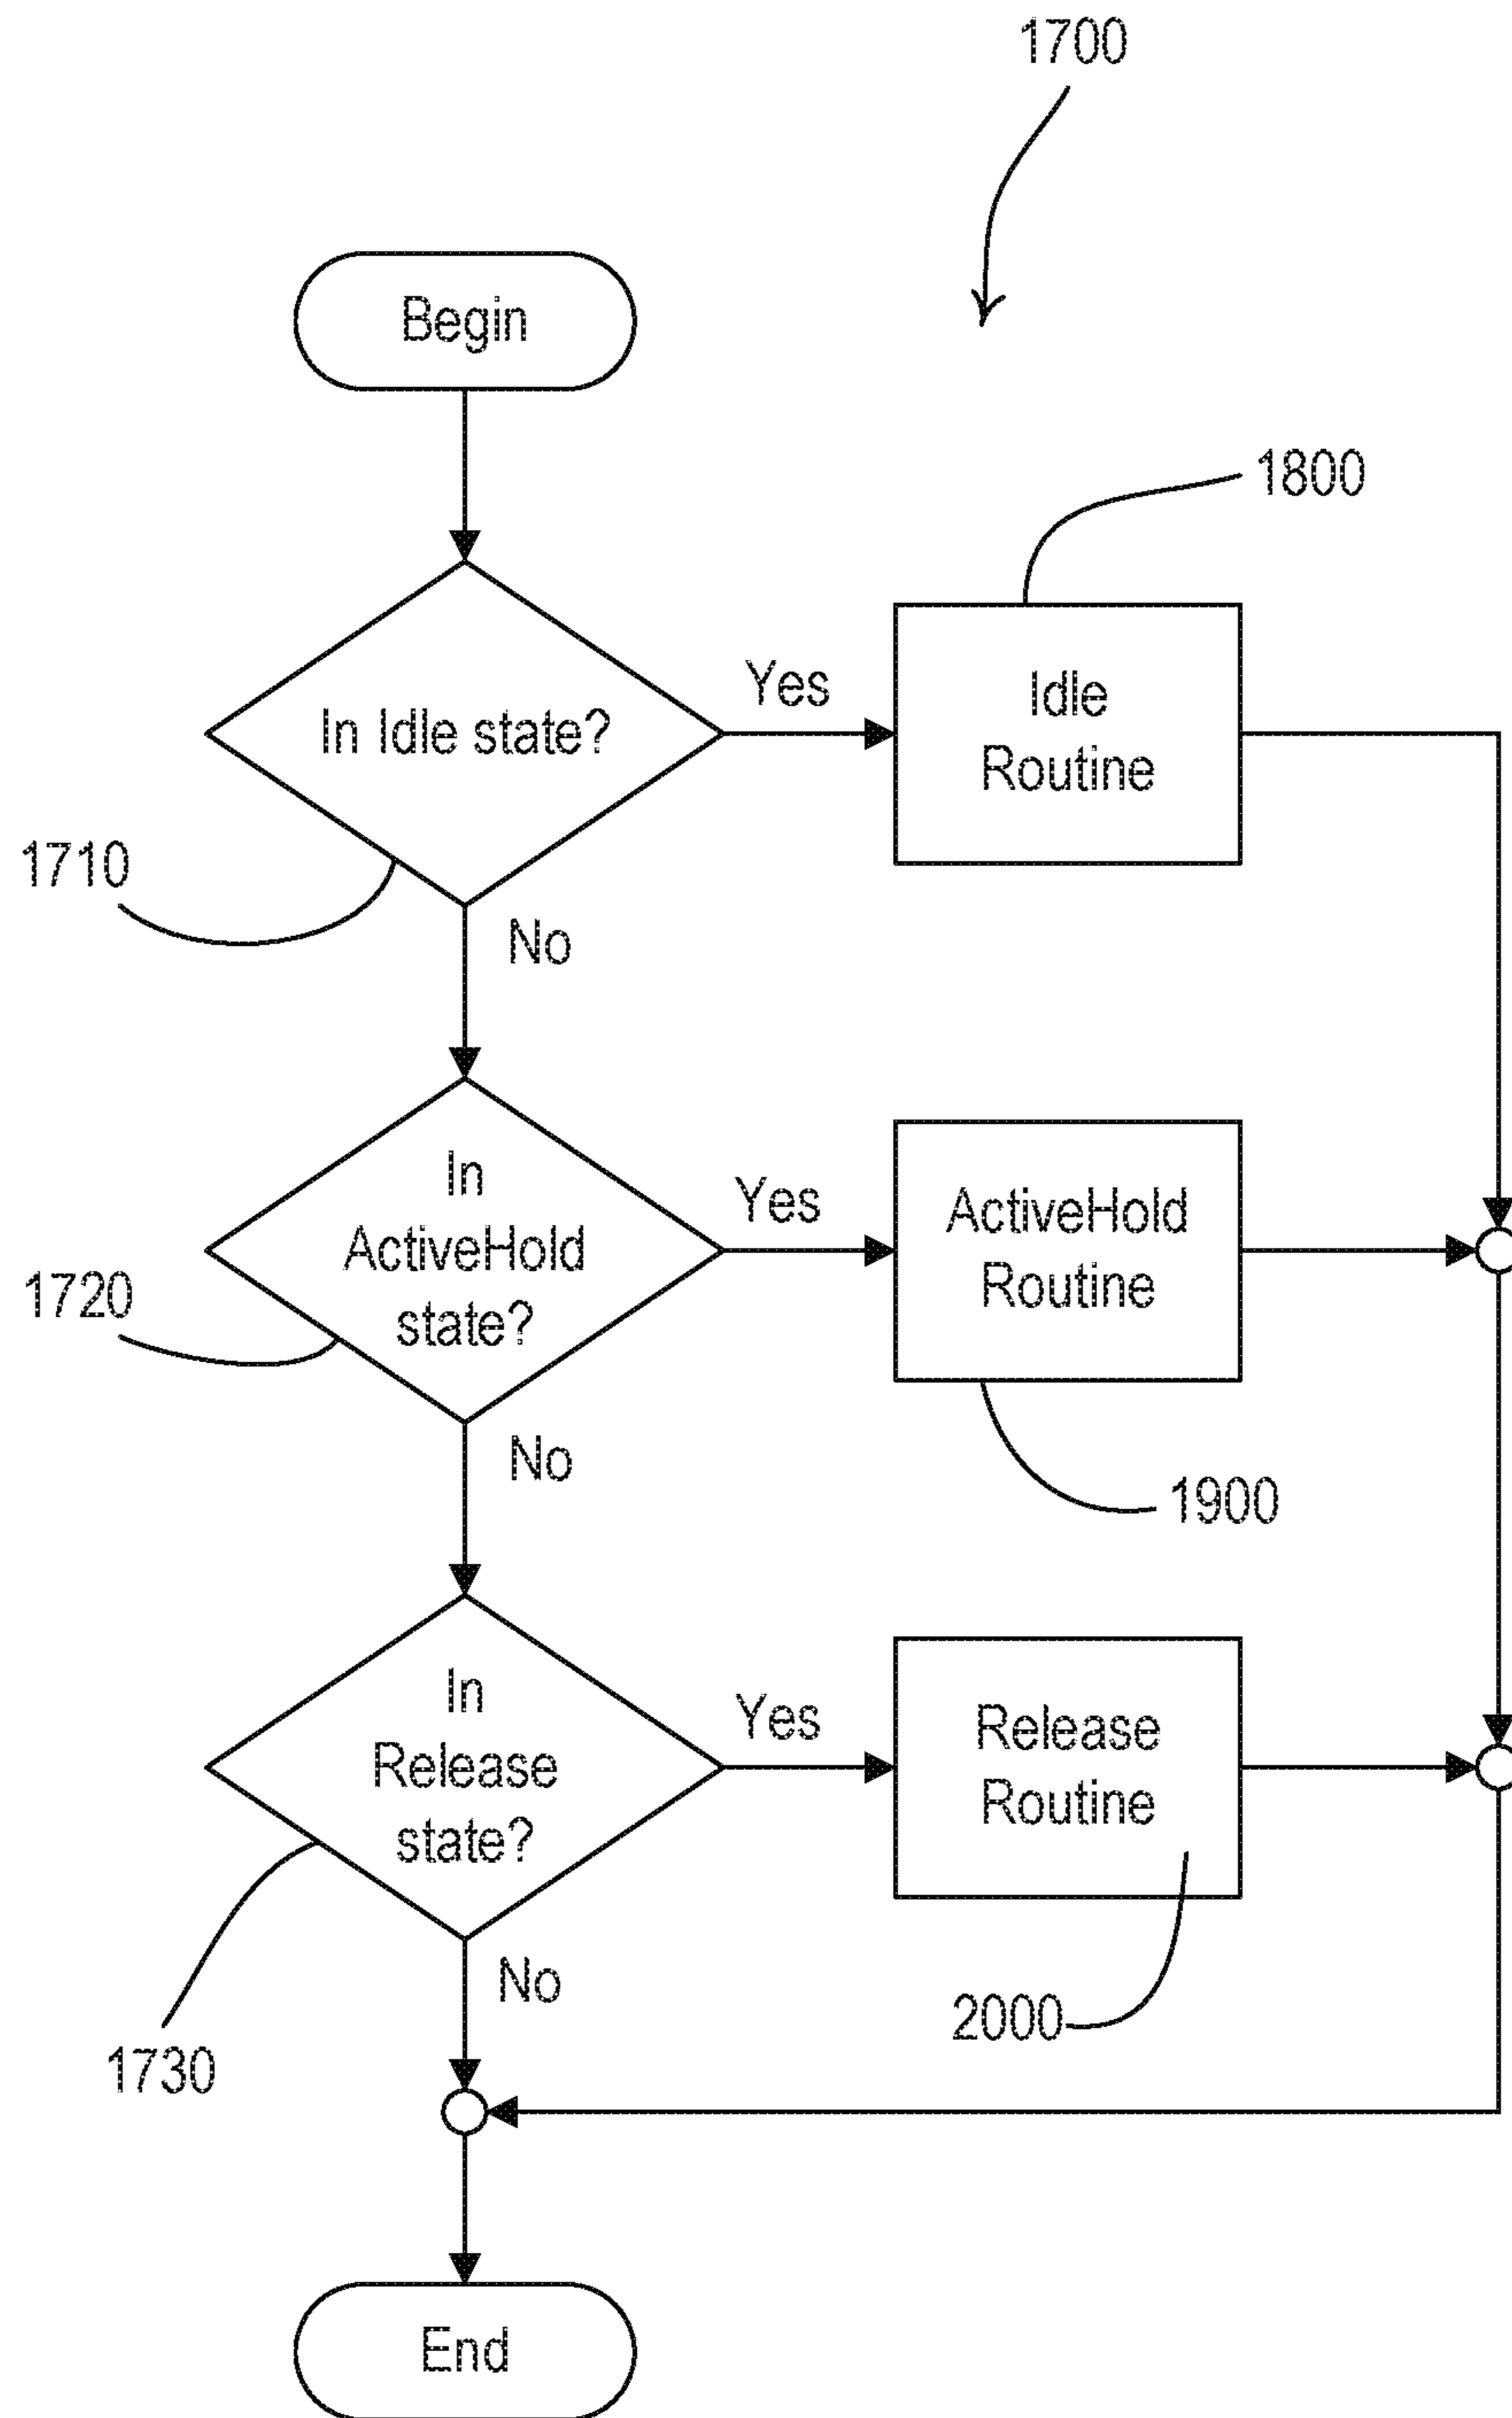 1700
Begin
1800
In Idle state?
Yes
Idle
Routine
1710
No
In
ActiveHold
state?
Yes
ActiveHold
Routine
1720
No
1900
In
Release
state?
Yes
Release
Routine
1730
No
2000
End